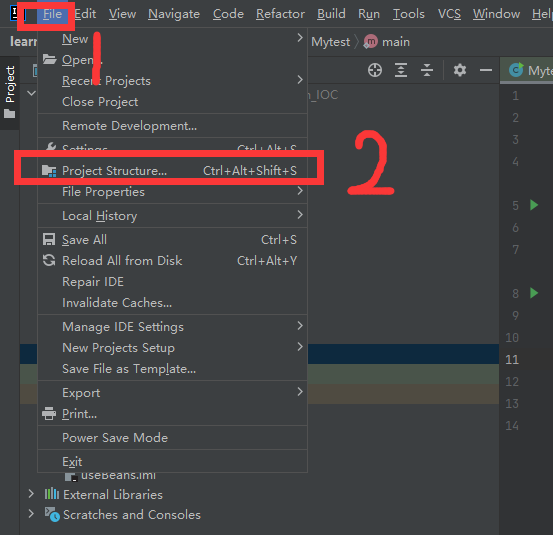 File Edit View Navigate Code Refactor Build Run Tools VCS Window Help
learn Mytest main
New
Open...
Recent Projects
Close Project
Remote Development...
Settings... Ctrl+Alt+S
Project Structure... Ctrl+Alt+Shift+S
File Properties
Local History
Save All Ctrl+S
Reload All from Disk Ctrl+Alt+Y
Repair IDE
Invalidate Caches...
Manage IDE Settings
New Projects Setup
Save File as Template...
Export
Print...
Power Save Mode
Exit
useBeans.iml
External Libraries
Scratches and Consoles
Project
_IOC
Myte
1
2
3
4
5
6
7
8
9
10
11
12
13
14
1
2